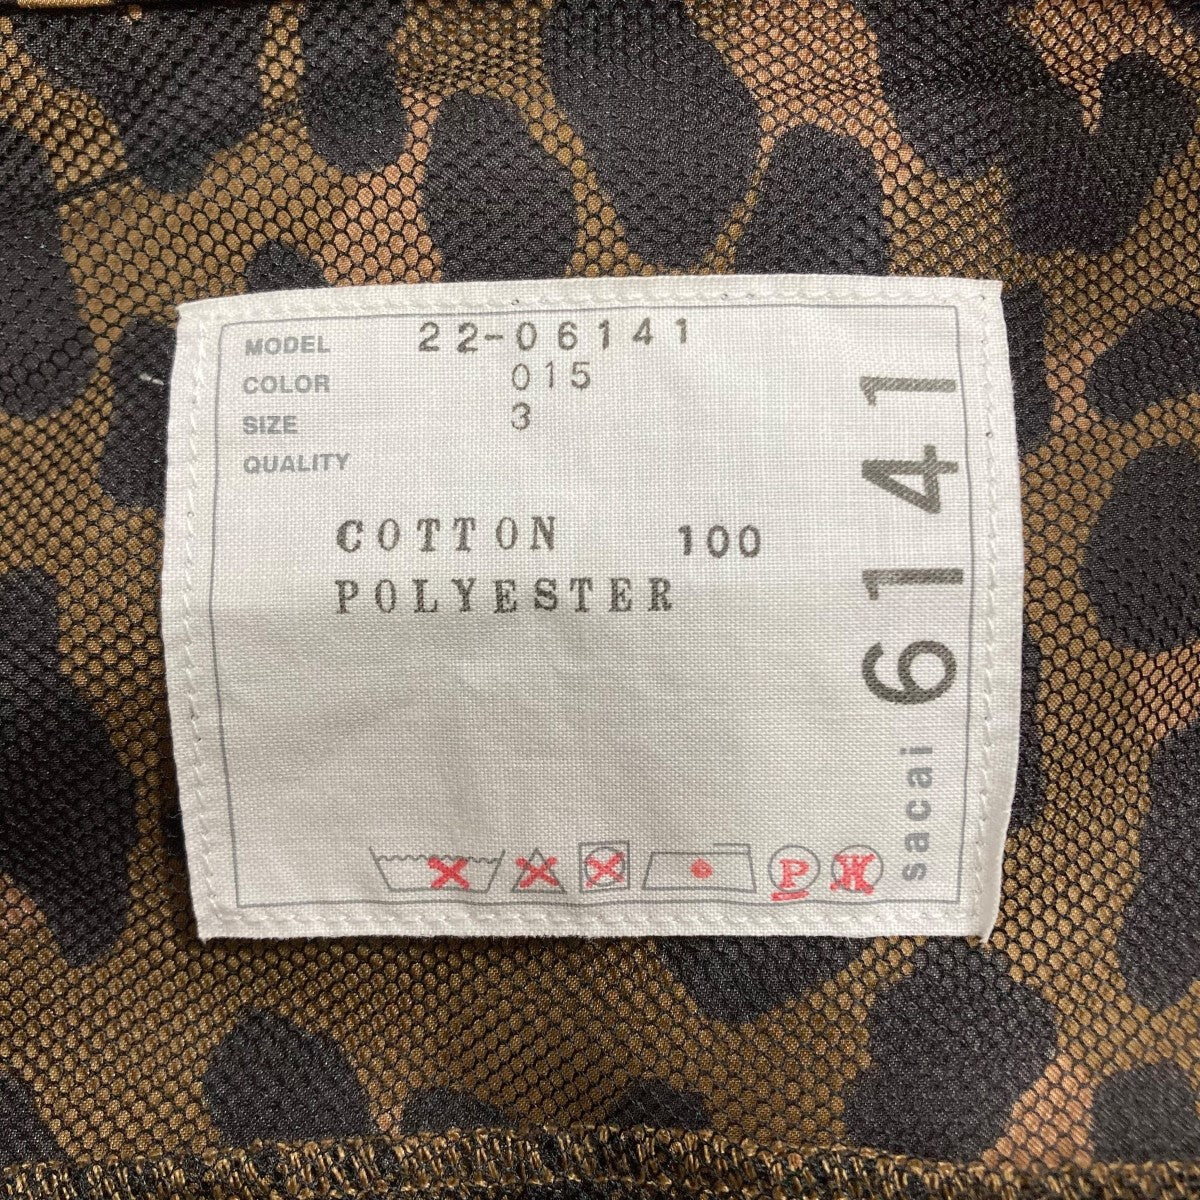 MODEL 22-06141
COLOR 015
SIZE 3
QUALITY
COTTON 100
POLYESTER
P
sacai 6141